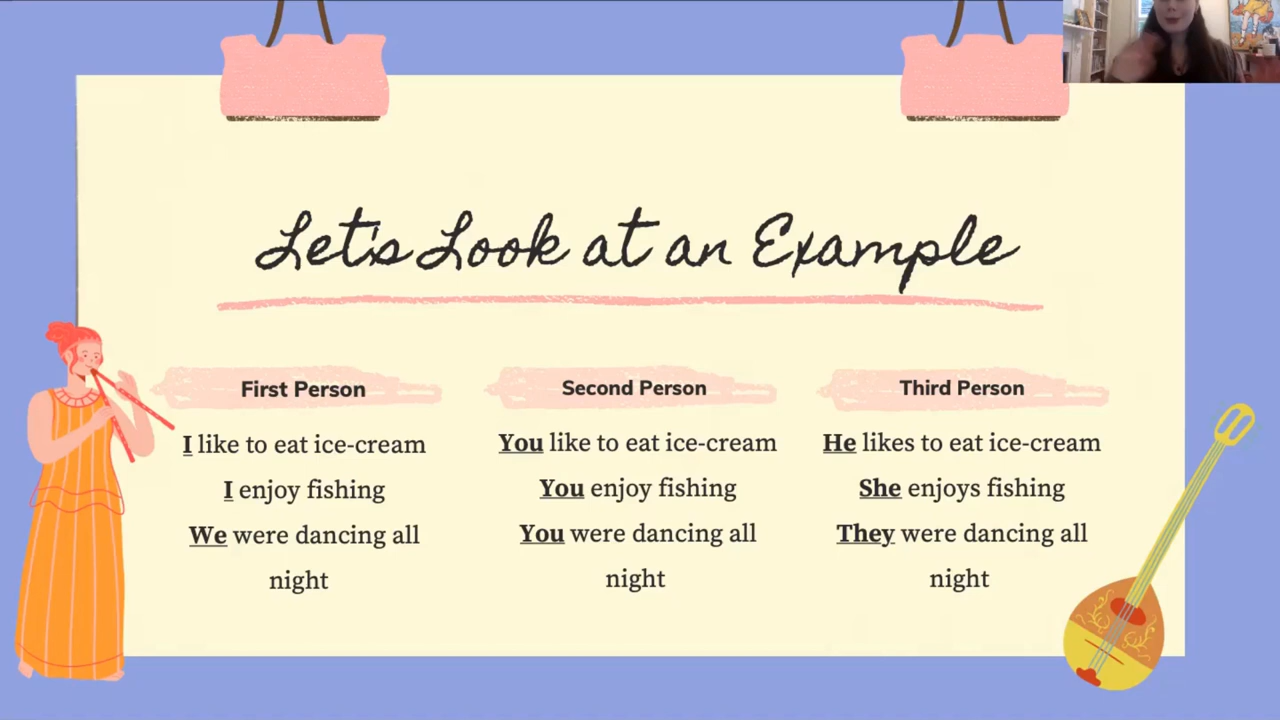 Let's Look at an Example
First Person
I like to eat ice-cream
I enjoy fishing
We were dancing all
night
Second Person
You like to eat ice-cream
You enjoy fishing
You were dancing all
night
Third Person
He likes to eat ice-cream
She enjoys fishing
They were dancing all
night